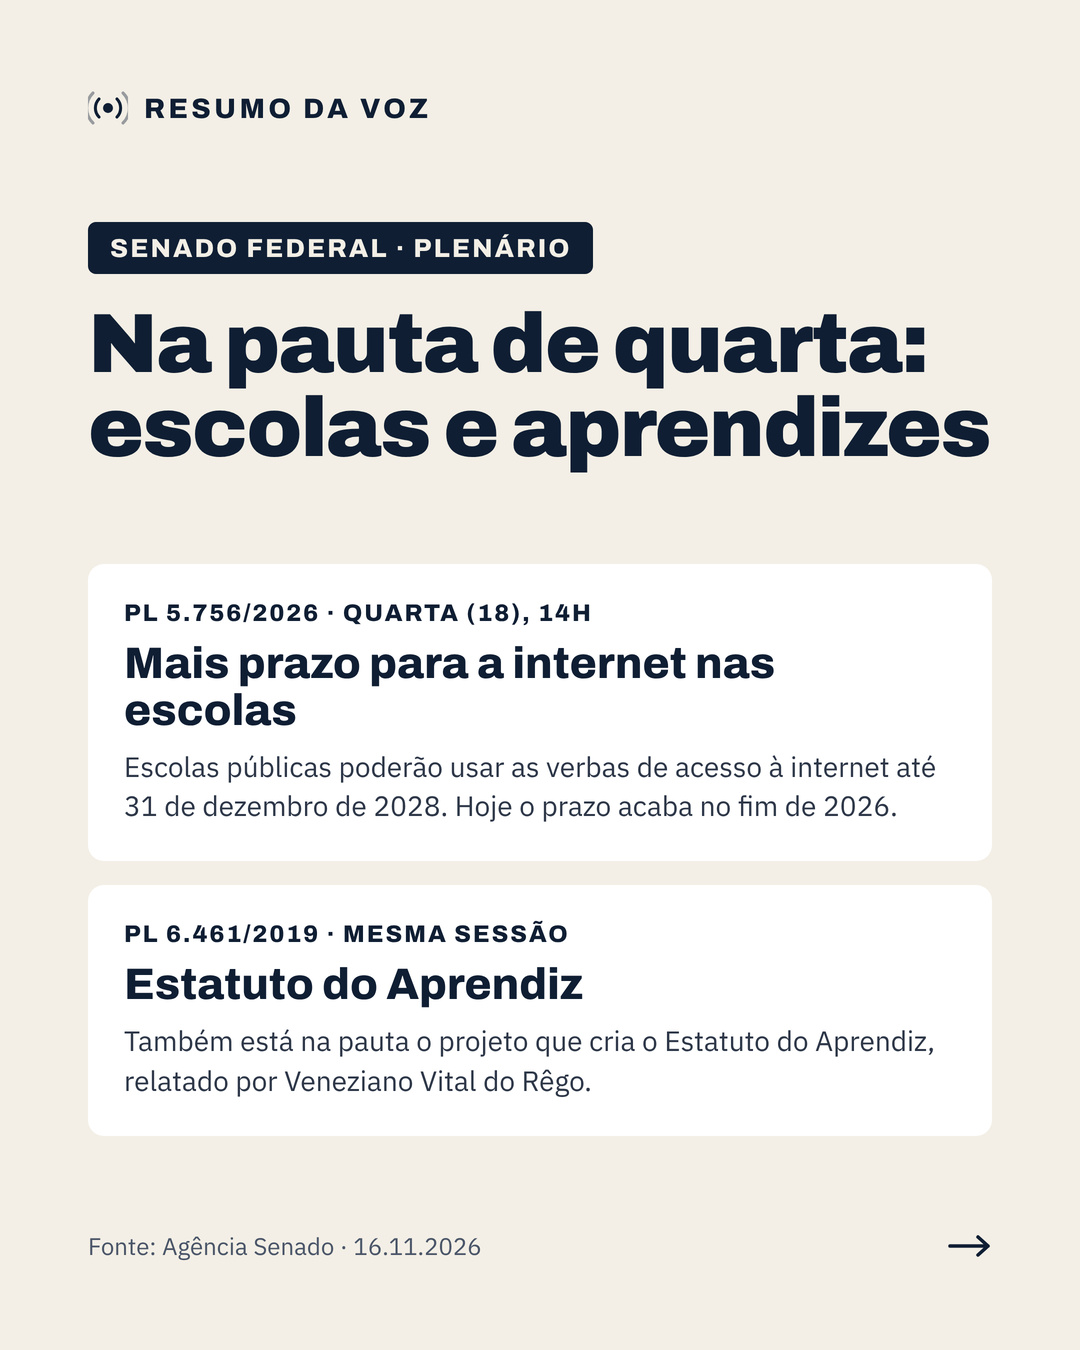 RESUMO DA VOZ
SENADO FEDERAL · PLENÁRIO
Na pauta de quarta:
escolas e aprendizes
PL 5.756/2026 · QUARTA (18), 14H
Mais prazo para a internet nas
escolas
Escolas públicas poderão usar as verbas de acesso à internet até
31 de dezembro de 2028. Hoje o prazo acaba no fim de 2026.
PL 6.461/2019 · MESMA SESSÃO
Estatuto do Aprendiz
Também está na pauta o projeto que cria o Estatuto do Aprendiz,
relatado por Veneziano Vital do Rêgo.
Fonte: Agência Senado · 16.11.2026